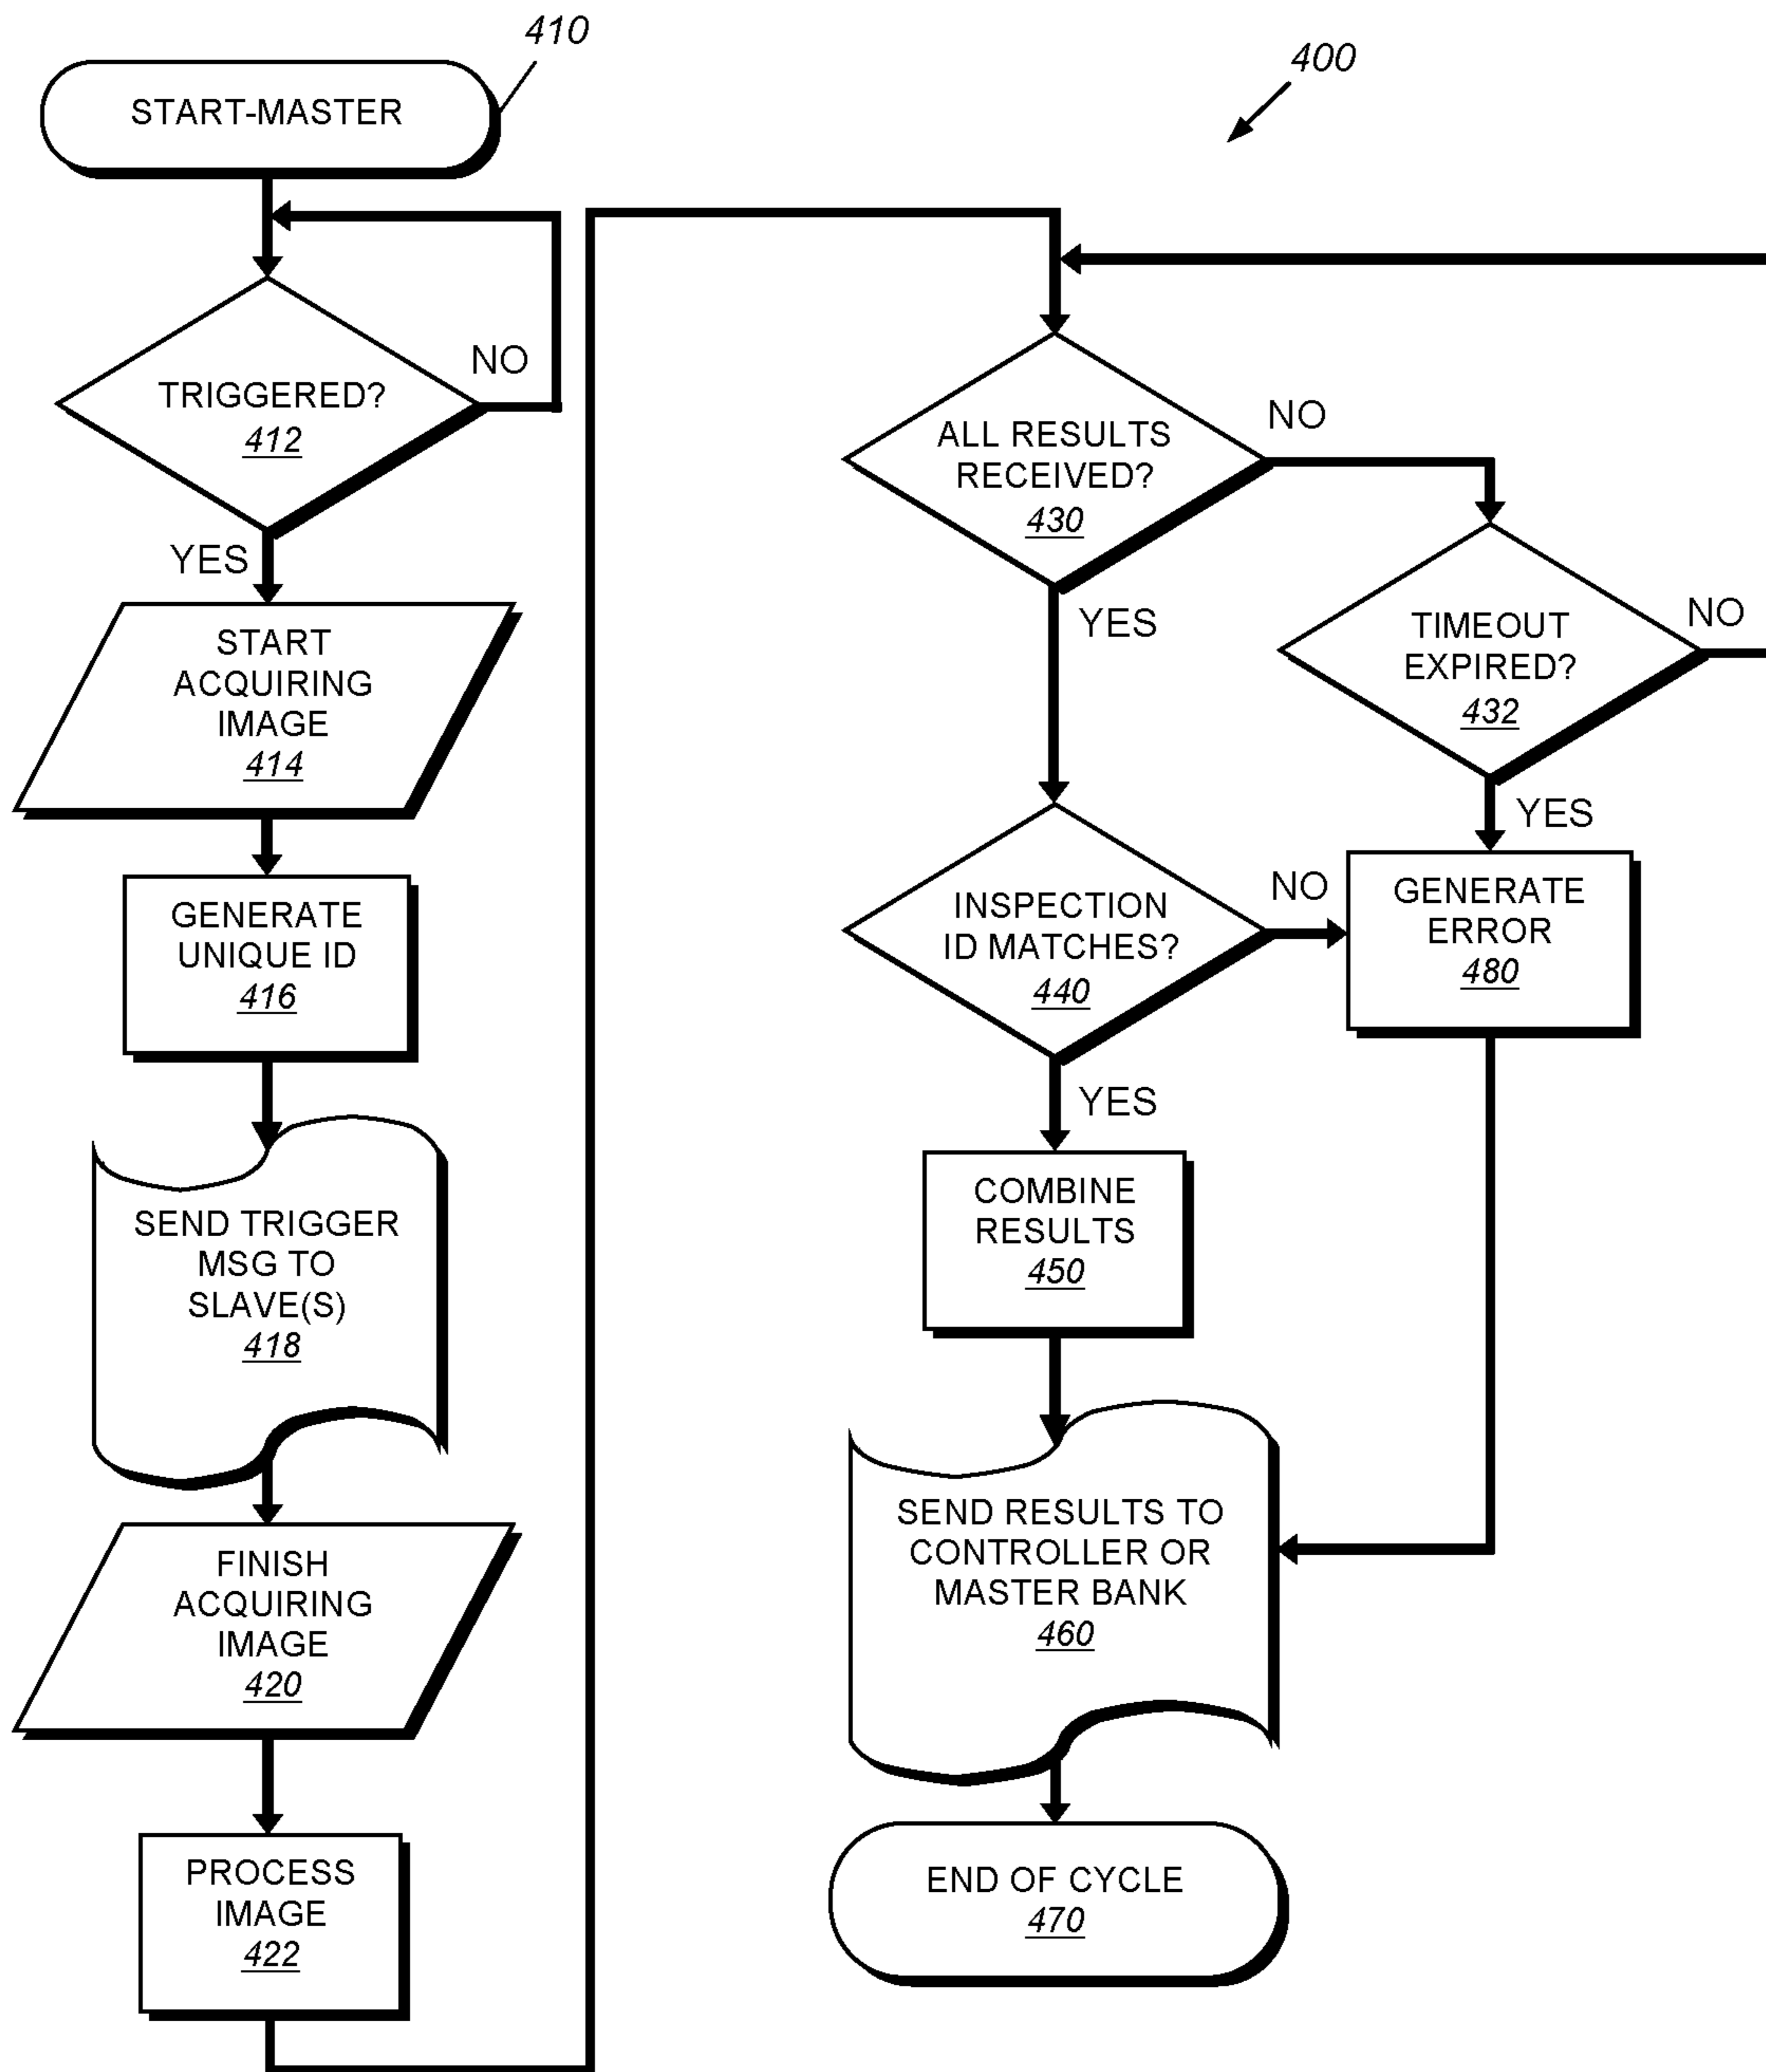 410
400
START-MASTER
TRIGGERED?
412
NO
YES
START
ACQUIRING
IMAGE
414
GENERATE
UNIQUE ID
416
SEND TRIGGER
MSG TO
SLAVE(S)
418
FINISH
ACQUIRING
IMAGE
420
PROCESS
IMAGE
422
ALL RESULTS
RECEIVED?
430
NO
YES
TIMEOUT
EXPIRED?
432
NO
YES
INSPECTION
ID MATCHES?
440
NO
YES
GENERATE
ERROR
480
COMBINE
RESULTS
450
SEND RESULTS TO
CONTROLLER OR
MASTER BANK
460
END OF CYCLE
470